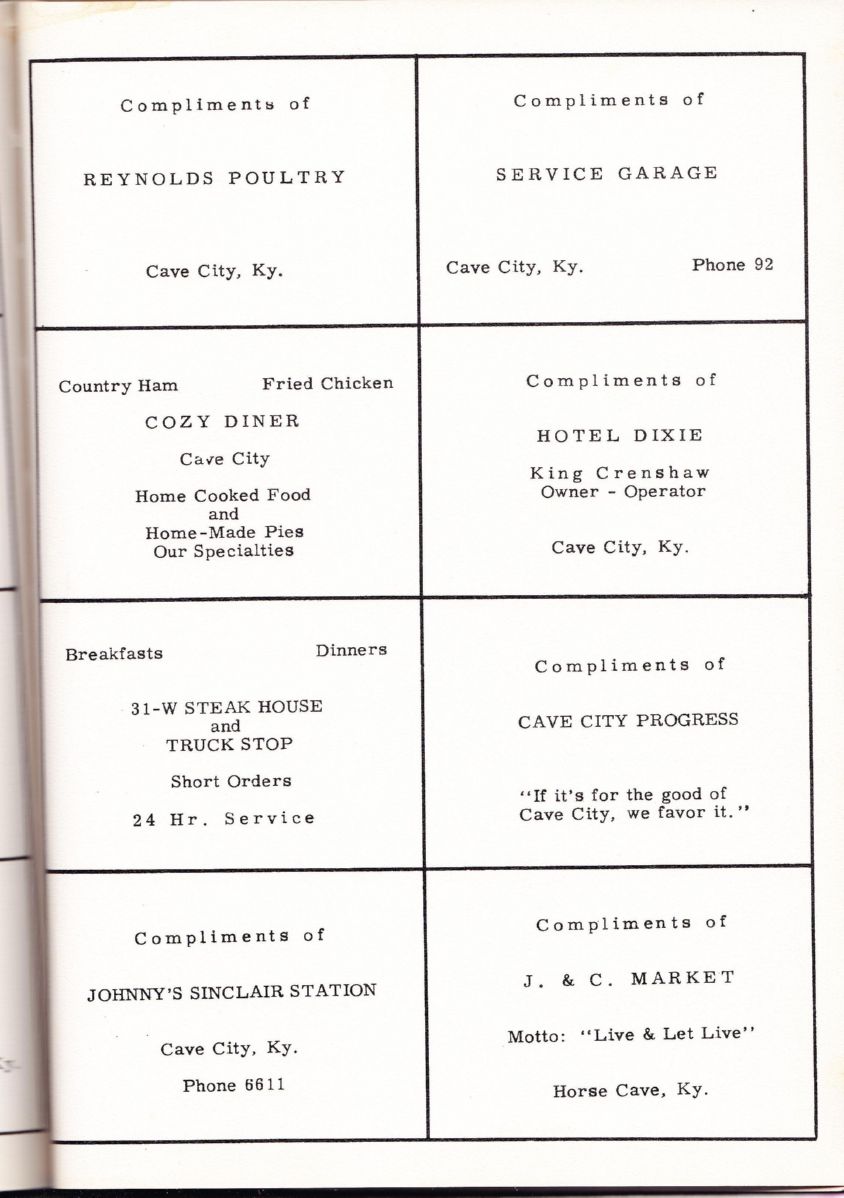 Compliments of
REYNOLDS POULTRY
Cave City, Ky.
Compliments of
SERVICE GARAGE
Cave City, Ky. Phone 92
Country Ham Fried Chicken
COZY DINER
Cave City
Home Cooked Food
and
Home-Made Pies
Our Specialties
Compliments of
HOTEL DIXIE
King Crenshaw
Owner - Operator
Cave City, Ky.
Breakfasts Dinners
31-W STEAK HOUSE
and
TRUCK STOP
Short Orders
24 Hr. Service
Compliments of
CAVE CITY PROGRESS
"If it's for the good of
Cave City, we favor it."
Compliments of
JOHNNY'S SINCLAIR STATION
Cave City, Ky.
Phone 6611
Compliments of
J. & C. MARKET
Motto: "Live & Let Live"
Horse Cave, Ky.